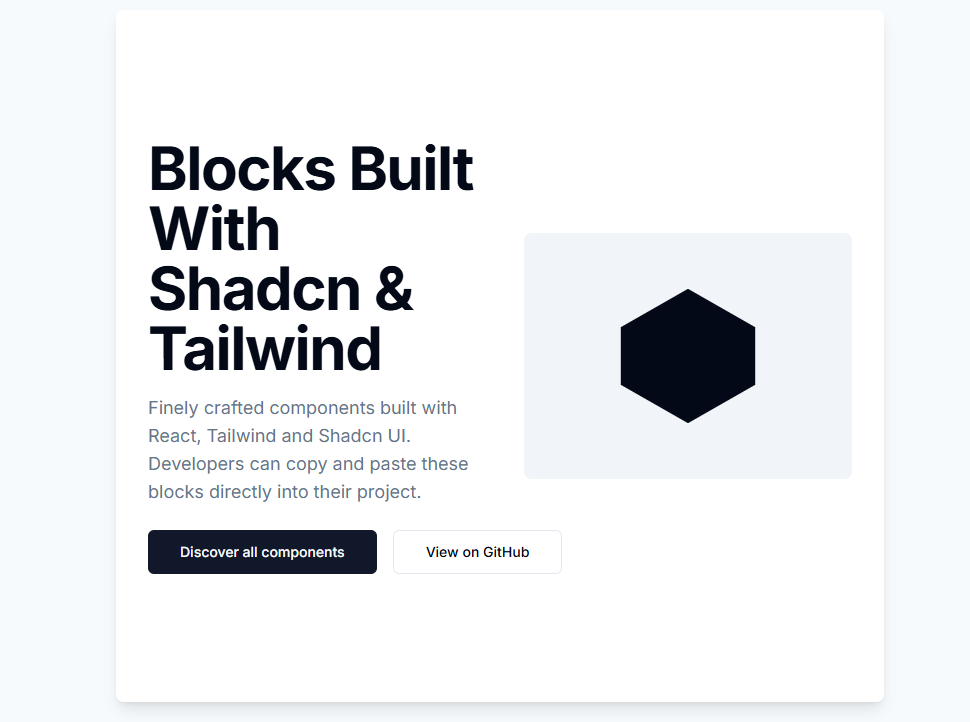 Blocks Built
With
Shadcn &
Tailwind
Finely crafted components built with
React, Tailwind and Shadcn UI.
Developers can copy and paste these
blocks directly into their project.
Discover all components
View on GitHub